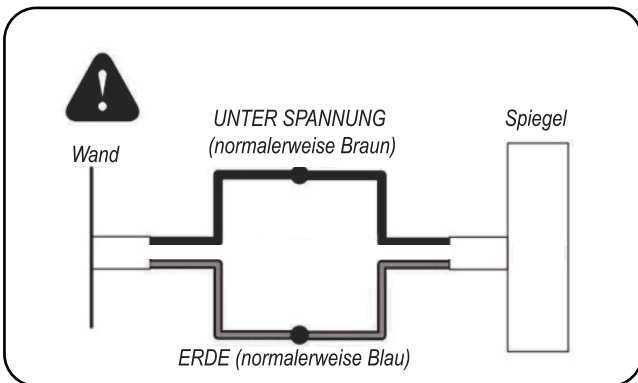 UNTER SPANNUNG
(normalerweise Braun)
Spiegel
Wand
ERDE (normalerweise Blau)